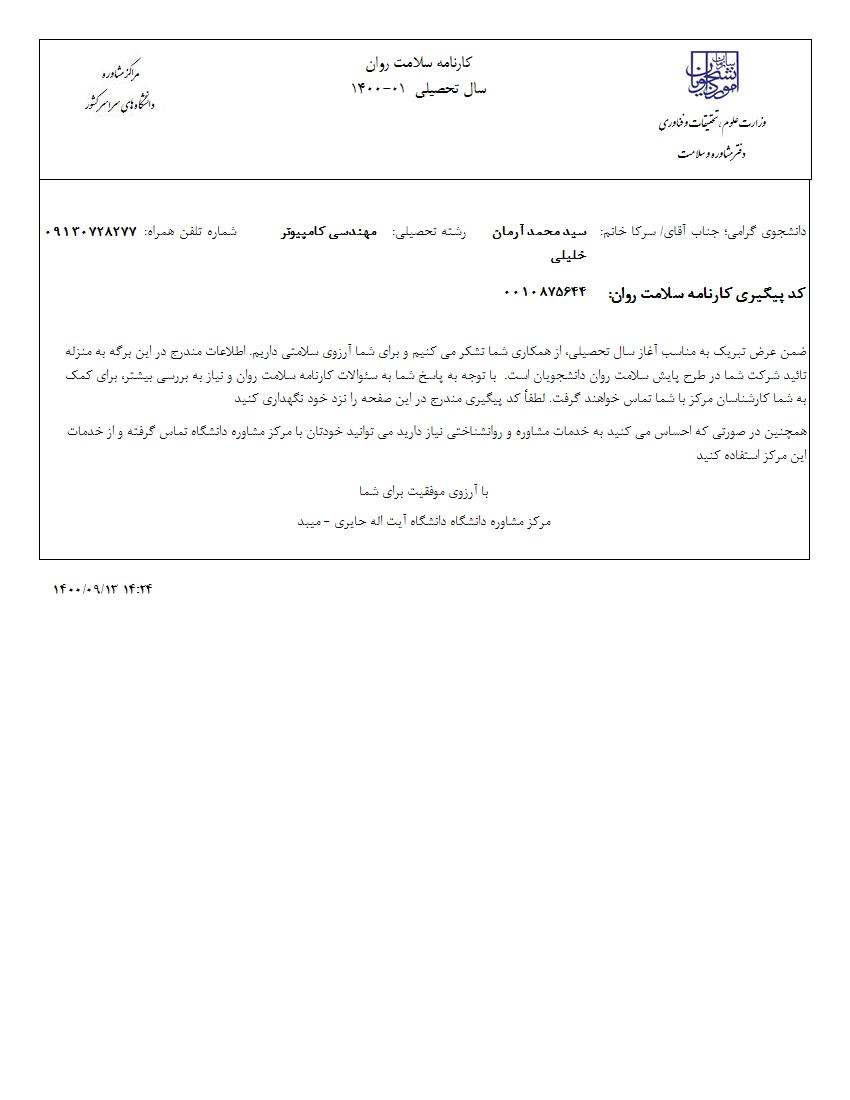 سازمان امور دانشجویان
وزارت علوم، تحقیقات و فناوری
دفتر مشاوره و سلامت
کارنامه سلامت روان
سال تحصیلی ۰۱-۱۴۰۰
مراکز مشاوره
دانشگاه‌های سراسر کشور
دانشجوی گرامی؛ جناب آقای/ سرکا خانم: سید محمد آرمان خلیلی رشته تحصیلی: مهندسی کامپیوتر شماره تلفن همراه: ۰۹۱۳۰۷۲۸۲۷۷
کد پیگیری کارنامه سلامت روان: ۰۰۱۰۸۷۵۶۴۴
ضمن عرض تبریک به مناسب آغاز سال تحصیلی، از همکاری شما تشکر می کنیم و برای شما آرزوی سلامتی داریم. اطلاعات مندرج در این برگه به منزله
تائید شرکت شما در طرح پایش سلامت روان دانشجویان است. با توجه به پاسخ شما به سئوالات کارنامه سلامت روان و نیاز به بررسی بیشتر، برای کمک
به شما کارشناسان مرکز با شما تماس خواهند گرفت. لطفاً کد پیگیری مندرج در این صفحه را نزد خود نگهداری کنید
همچنین در صورتی که احساس می کنید به خدمات مشاوره و روانشناختی نیاز دارید می توانید خودتان با مرکز مشاوره دانشگاه تماس گرفته و از خدمات
این مرکز استفاده کنید
با آرزوی موفقیت برای شما
مرکز مشاوره دانشگاه دانشگاه آیت اله حایری - میبد
۱۴۰۰/۰۹/۱۳ ۱۴:۲۴